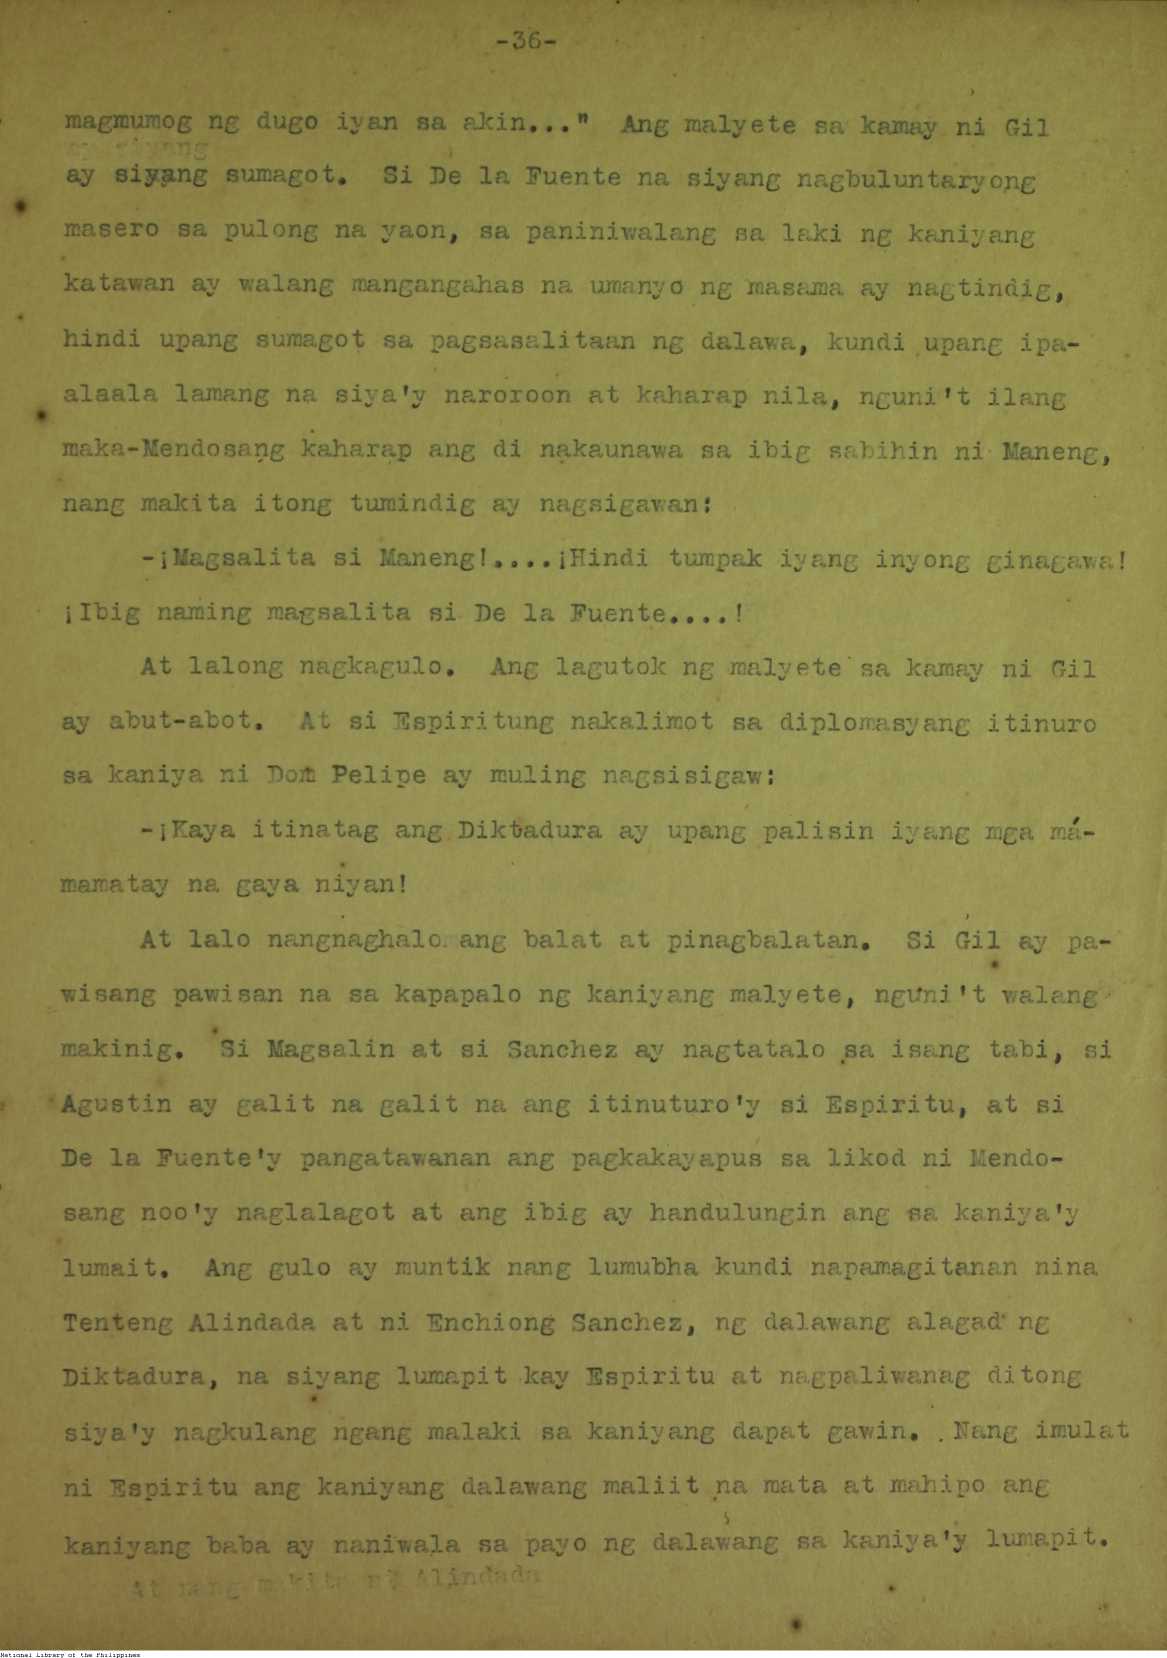 -36-
magmumog ng dugo iyan sa akin..." Ang malyete sa kamay ni Gil
ay siyang sumagot. Si De la Fuente na siyang nagbuluntaryong
masero sa pulong na yaon, sa paniniwalang sa laki ng kaniyang
katawan ay walang mangangahas na umanyo ng masama ay nagtindig,
hindi upang sumagot sa pagsasalitaan ng dalawa, kundi upang ipa-
alaala lamang na siya'y naroroon at kaharap nila, nguni't ilang
maka-Mendosang kaharap ang di nakaunawa sa ibig sabihin ni Maneng,
nang makita itong tumindig ay nagsigawan:
-¡Magsalita si Maneng!....¡Hindi tumpak iyang inyong ginagawa!
¡Ibig naming magsalita si De la Fuente....!
At lalong nagkagulo. Ang lagutok ng malyete sa kamay ni Gil
ay abut-abot. At si Espiritung nakalimot sa diplomasyang itinuro
sa kaniya ni Dom Pelipe ay muling nagsisigaw:
-¡Kaya itinatag ang Diktadura ay upang palisin iyang mga má-
mamatay na gaya niyan!
At lalo nangnaghalo ang balat at pinagbalatan. Si Gil ay pa-
wisang pawisan na sa kapapalo ng kaniyang malyete, nguni't walang
makinig. Si Magsalin at si Sanchez ay nagtatalo sa isang tabi, si
Agustin ay galit na galit na ang itinuturo'y si Espiritu, at si
De la Fuente'y pangatawanan ang pagkakayapus sa likod ni Mendo-
sang noo'y naglalagot at ang ibig ay handulungin ang sa kaniya'y
lumait. Ang gulo ay muntik nang lumubha kundi napamagitanan nina
Tenteng Alindada at ni Enchiong Sanchez, ng dalawang alagad ng
Diktadura, na siyang lumapit kay Espiritu at nagpaliwanag ditong
siya'y nagkulang ngang malaki sa kaniyang dapat gawin. Nang imulat
ni Espiritu ang kaniyang dalawang maliit na mata at mahipo ang
kaniyang baba ay naniwala sa payo ng dalawang sa kaniya'y lumapit.
At nang makita ni Alindada
National Library of the Philippines